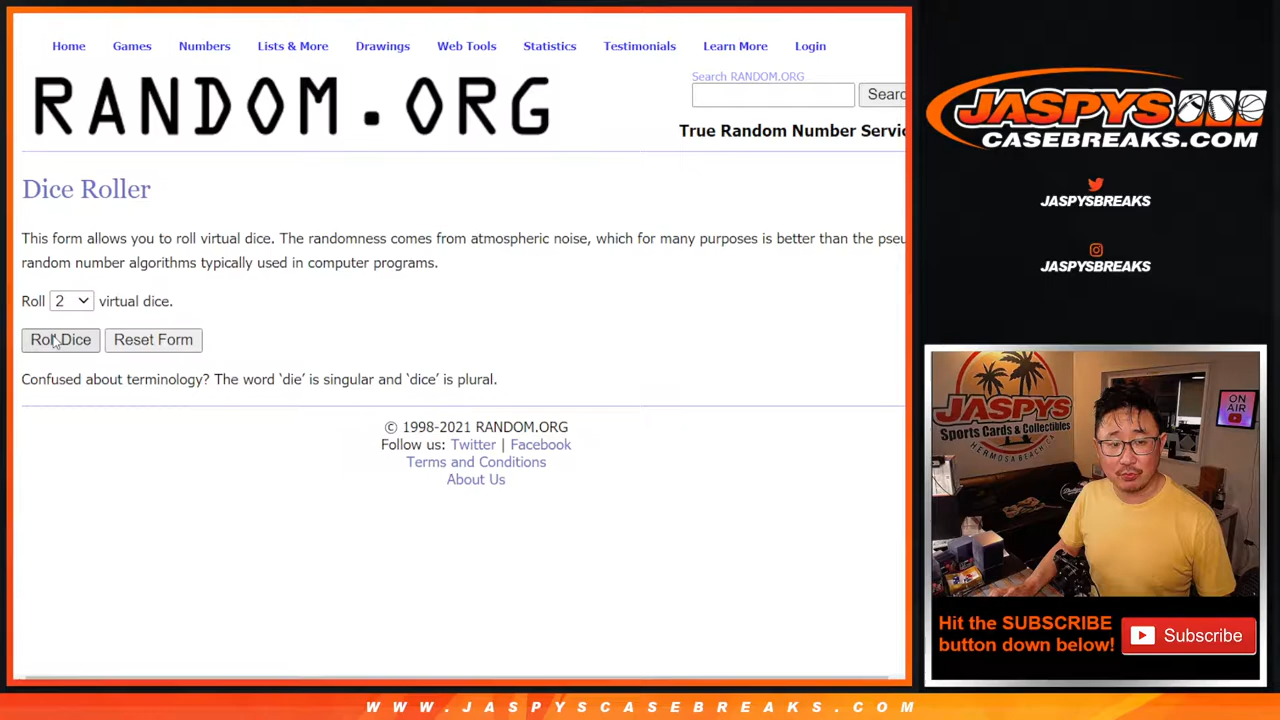 Home Games Numbers Lists & More Drawings Web Tools Statistics Testimonials Learn More Login
Search RANDOM.ORG
RANDOM.ORG
Searc
True Random Number Servic
Dice Roller
This form allows you to roll virtual dice. The randomness comes from atmospheric noise, which for many purposes is better than the pseu
random number algorithms typically used in computer programs.
Roll 2 virtual dice.
Roll Dice Reset Form
Confused about terminology? The word ‘die’ is singular and ‘dice’ is plural.
© 1998-2021 RANDOM.ORG
Follow us: Twitter | Facebook
Terms and Conditions
About Us
JASPYS
CASEBREAKS.COM
JASPYSBREAKS
JASPYSBREAKS
JASPYS
Sports Cards & Collectibles
HERMOSA BEACH, CA
ON
AIR
Hit the SUBSCRIBE
button down below!
Subscribe
WWW.JASPYSCASEBREAKS.COM